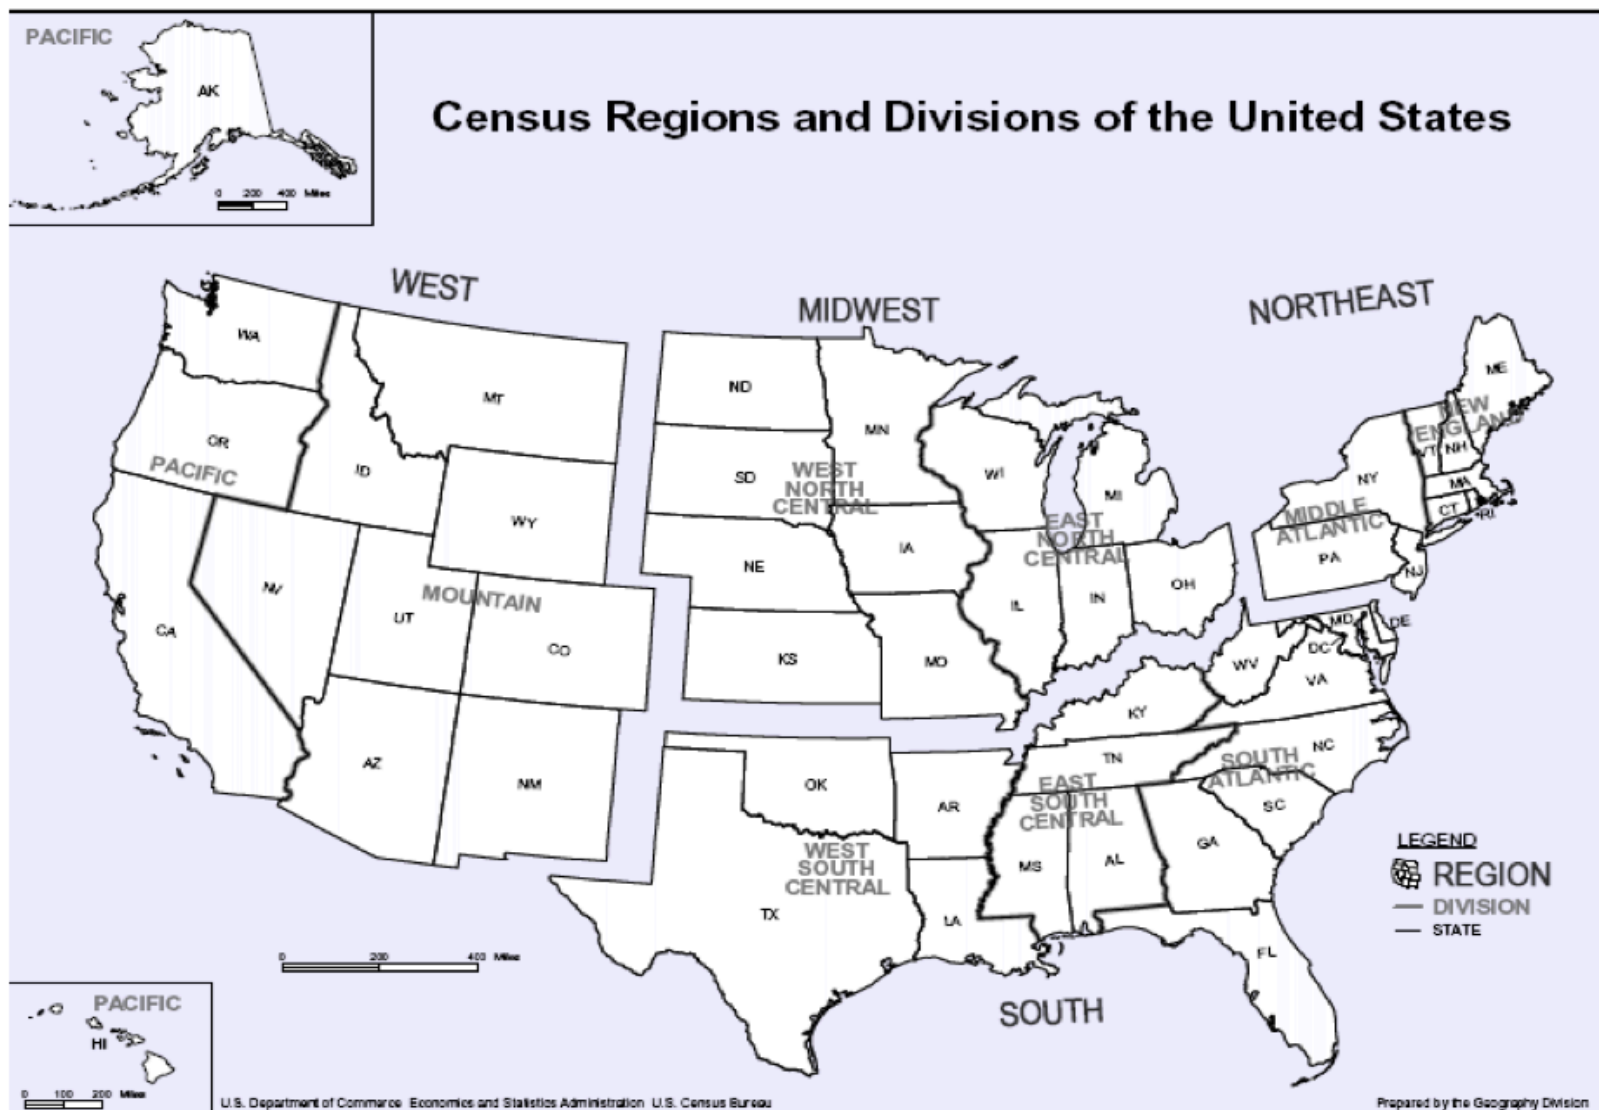 PACIFIC
AK
0 200 400 Miles
Census Regions and Divisions of the United States
WEST
MIDWEST
NORTHEAST
WA
MT
ND
MN
ME
OR
ID
SD
WI
MI
NY
VT
NH
NEW
ENGLAND
PACIFIC
WY
WEST
NORTH
CENTRAL
EAST
NORTH
CENTRAL
MIDDLE
ATLANTIC
MA
CT
RI
IA
NE
PA
NJ
NV
UT
MOUNTAIN
CO
IL
IN
OH
CA
KS
MO
WV
MD
DE
DC
VA
KY
AZ
NM
OK
AR
TN
NC
EAST
SOUTH
CENTRAL
SOUTH
ATLANTIC
SC
WEST
SOUTH
CENTRAL
MS
AL
GA
TX
LA
FL
LEGEND
REGION
DIVISION
STATE
0 200 400 Miles
SOUTH
PACIFIC
HI
0 100 200 Miles
U.S. Department of Commerce Economics and Statistics Administration U.S. Census Bureau
Prepared by the Geography Division